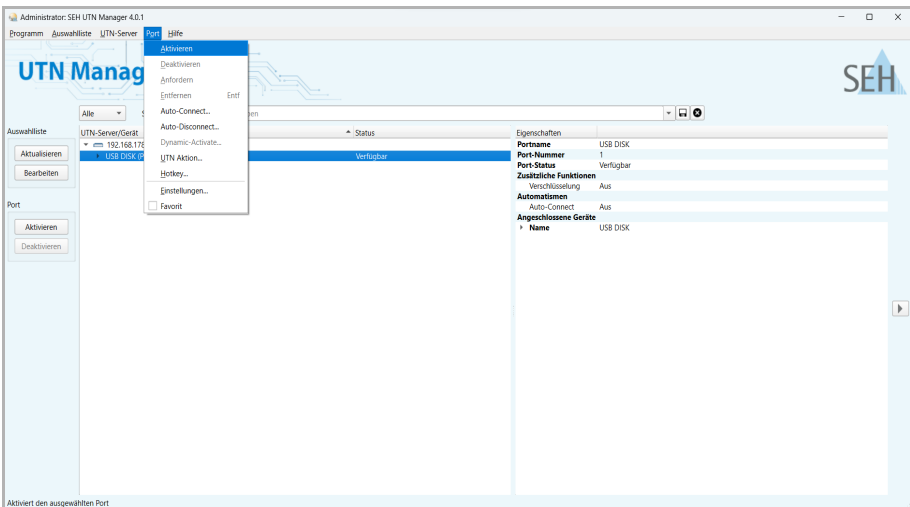 Administrator: SEH UTN Manager 4.0.1
Programm Auswahlliste UTN-Server Port Hilfe
UTN Manag
SEH
Aktivieren
Deaktivieren
Anfordern
Entfernen Entf
Auto-Connect...
Auto-Disconnect...
Dynamic-Activate...
UTN Aktion...
Hotkey...
Einstellungen...
Favorit
Alle
Auswahlliste
Aktualisieren
Bearbeiten
Port
Aktivieren
Deaktivieren
UTN-Server/Gerät Status
192.168.178
USB DISK (P Verfügbar
Eigenschaften
Portname USB DISK
Port-Nummer 1
Port-Status Verfügbar
Zusätzliche Funktionen
Verschlüsselung Aus
Automatismen
Auto-Connect Aus
Angeschlossene Geräte
Name USB DISK
Aktiviert den ausgewählten Port